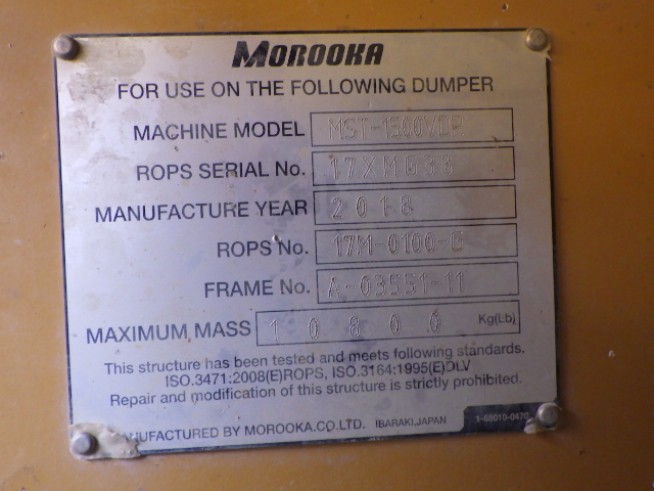 MOROOKA
FOR USE ON THE FOLLOWING DUMPER
MACHINE MODEL MST-1500VDR
ROPS SERIAL No.
MANUFACTURE YEAR 2018
ROPS No. 17M-0100-D
FRAME No. A-03551-11
MAXIMUM MASS 10800 Kg(Lb)
This structure has been tested and meets following standards.
ISO.3471:2008(E)ROPS, ISO.3164:1995(E)DLV
Repair and modification of this structure is strictly prohibited.
UFACTURED BY MOROOKA.CO.LTD. IBARAKI,JAPAN